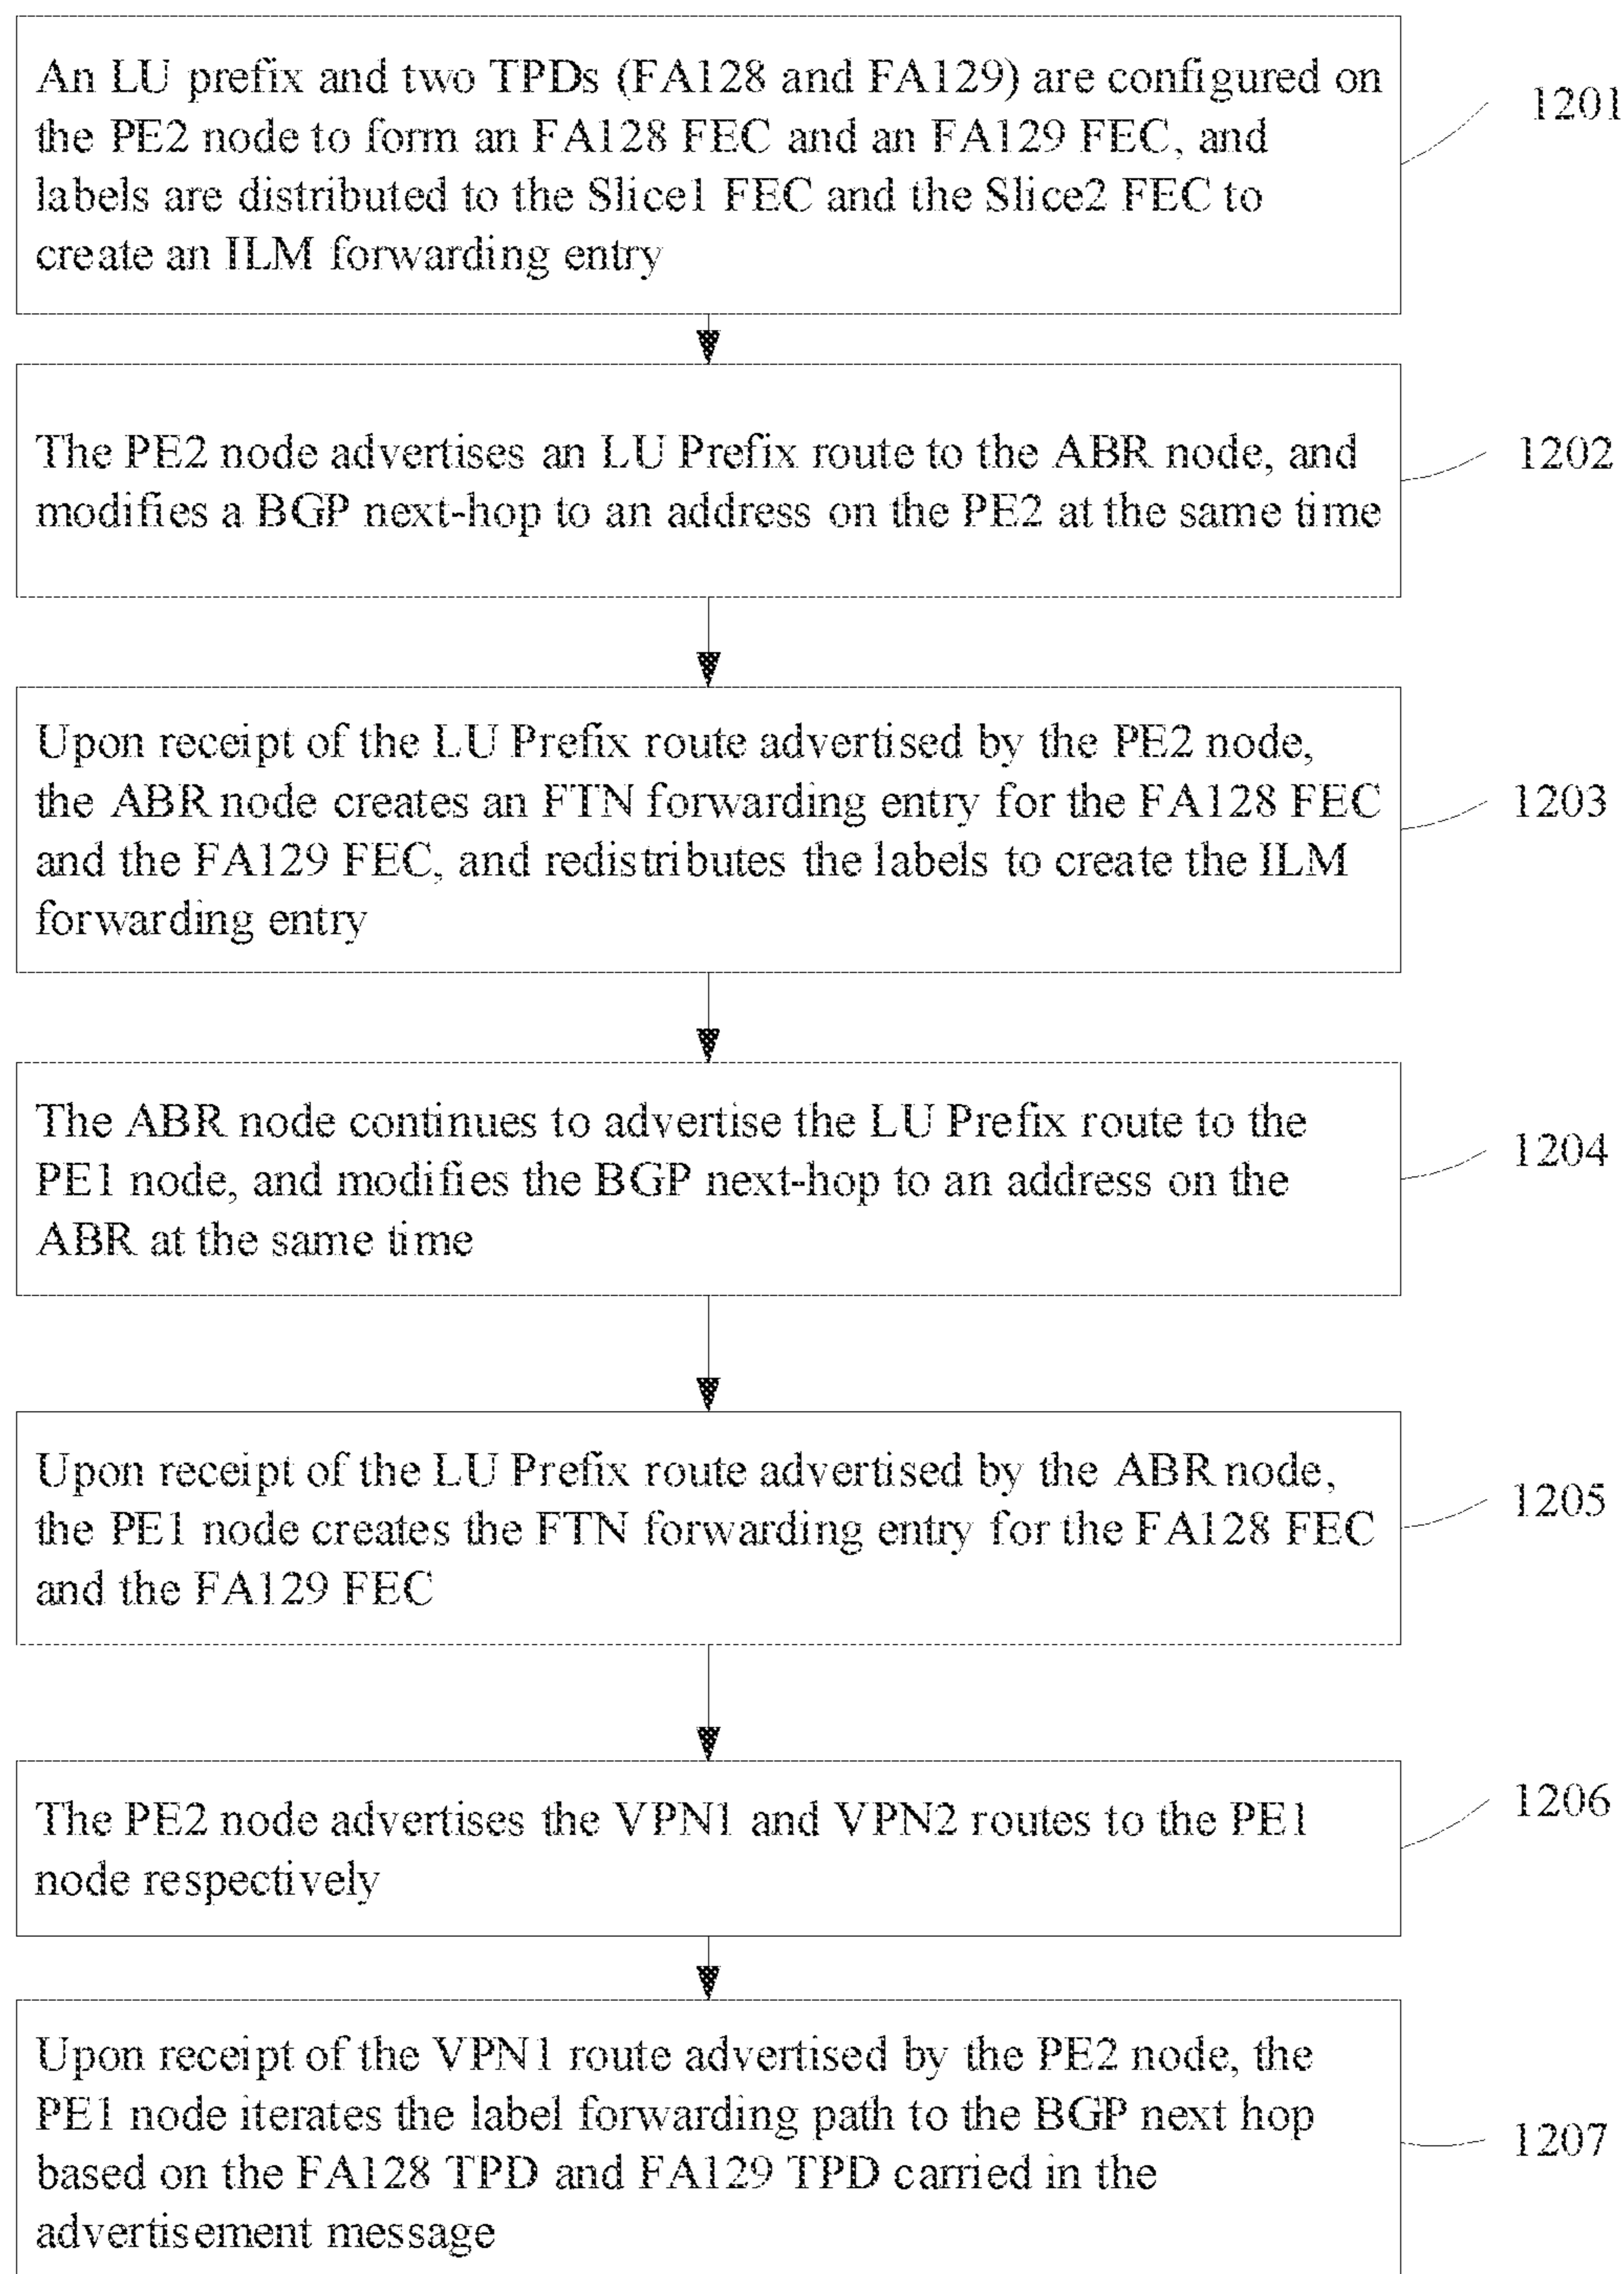 An LU prefix and two TPDs (FA128 and FA129) are configured on
the PE2 node to form an FA128 FEC and an FA129 FEC, and
labels are distributed to the Slice1 FEC and the Slice2 FEC to
create an ILM forwarding entry
1201
The PE2 node advertises an LU Prefix route to the ABR node, and
modifies a BGP next-hop to an address on the PE2 at the same time
1202
Upon receipt of the LU Prefix route advertised by the PE2 node,
the ABR node creates an FTN forwarding entry for the FA128 FEC
and the FA129 FEC, and redistributes the labels to create the ILM
forwarding entry
1203
The ABR node continues to advertise the LU Prefix route to the
PE1 node, and modifies the BGP next-hop to an address on the
ABR at the same time
1204
Upon receipt of the LU Prefix route advertised by the ABR node,
the PE1 node creates the FTN forwarding entry for the FA128 FEC
and the FA129 FEC
1205
The PE2 node advertises the VPN1 and VPN2 routes to the PE1
node respectively
1206
Upon receipt of the VPN1 route advertised by the PE2 node, the
PE1 node iterates the label forwarding path to the BGP next hop
based on the FA128 TPD and FA129 TPD carried in the
advertisement message
1207